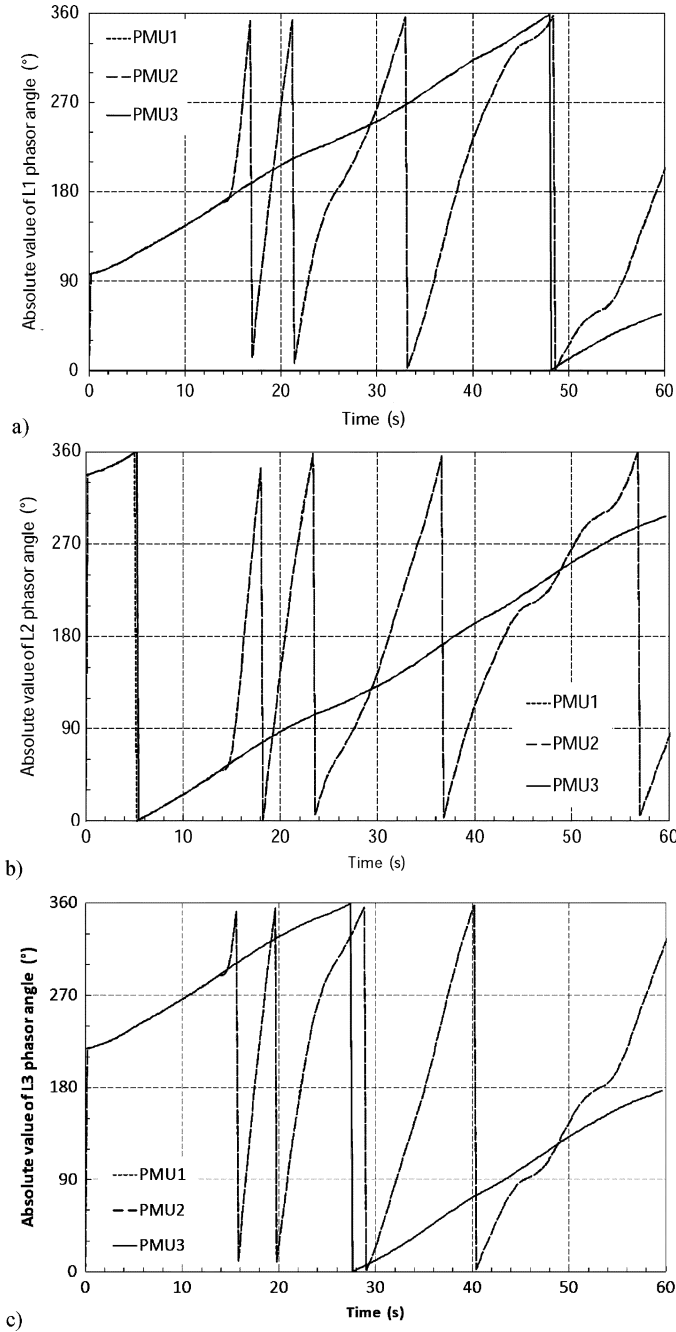 Absolute value of L1 phasor angle (°)
360
270
180
90
0
PMU1
PMU2
PMU3
0 10 20 30 40 50 60
Time (s)
a)
Absolute value of L2 phasor angle (°)
360
270
180
90
0
PMU1
PMU2
PMU3
0 10 20 30 40 50 60
Time (s)
b)
Absolute value of L3 phasor angle (°)
360
270
180
90
0
PMU1
PMU2
PMU3
0 10 20 30 40 50 60
Time (s)
c)